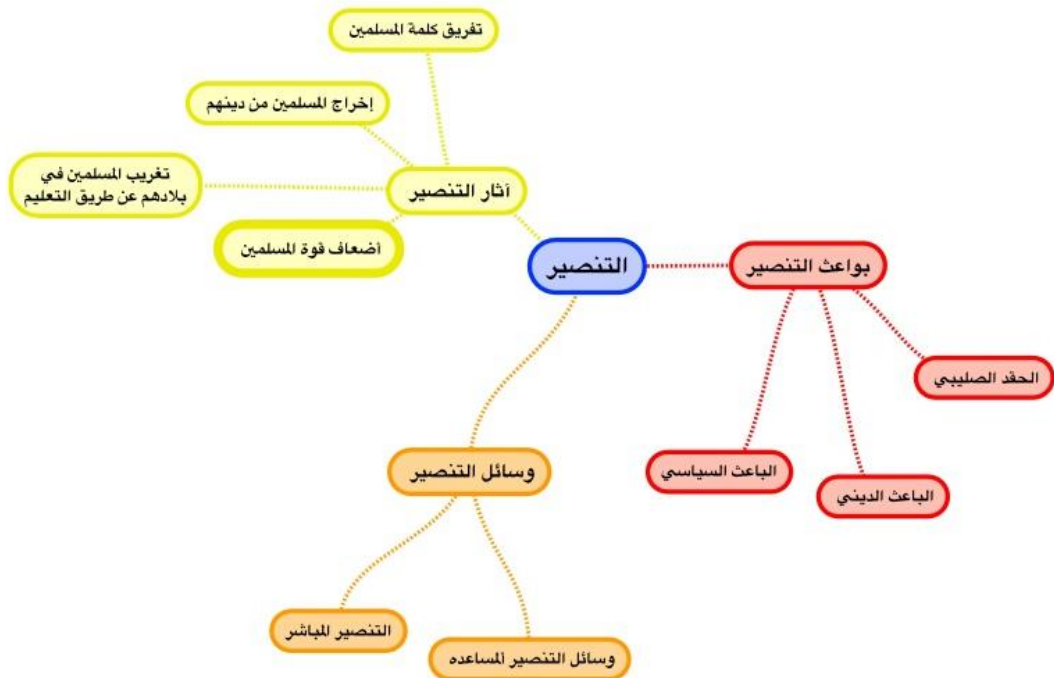 تفريق كلمة المسلمين
إخراج المسلمين من دينهم
تغريب المسلمين في
بلادهم عن طريق التعليم
أثار التنصير
أضعاف قوة المسلمين
التنصير
بواعث التنصير
الحقد الصليبي
الباعث السياسي
الباعث الديني
وسائل التنصير
التنصير المباشر
وسائل التنصير المساعده